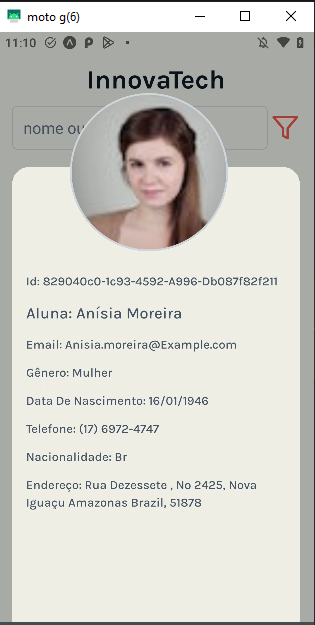 moto g(6)
11:10
InnovaTech
nome ou
Id: 829040c0-1c93-4592-A996-Db087f82f211
Aluna: Anísia Moreira
Email: Anisia.moreira@Example.com
Gênero: Mulher
Data De Nascimento: 16/01/1946
Telefone: (17) 6972-4747
Nacionalidade: Br
Endereço: Rua Dezessete , No 2425, Nova
Iguaçu Amazonas Brazil, 51878